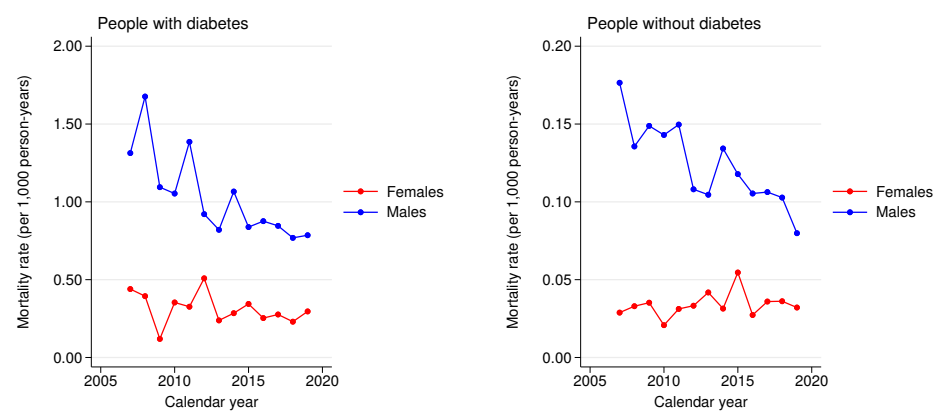 People with diabetes
2.00
1.50
1.00
0.50
0.00
Mortality rate (per 1,000 person-years)
2005 2010 2015 2020
Calendar year
Females
Males
People without diabetes
0.20
0.15
0.10
0.05
0.00
Mortality rate (per 1,000 person-years)
2005 2010 2015 2020
Calendar year
Females
Males